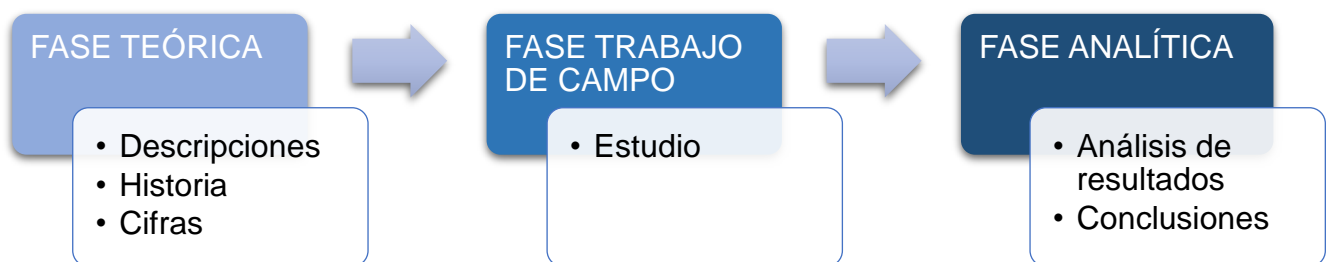 FASE TEÓRICA
• Descripciones
• Historia
• Cifras
FASE TRABAJO
DE CAMPO
• Estudio
FASE ANALÍTICA
• Análisis de
resultados
• Conclusiones